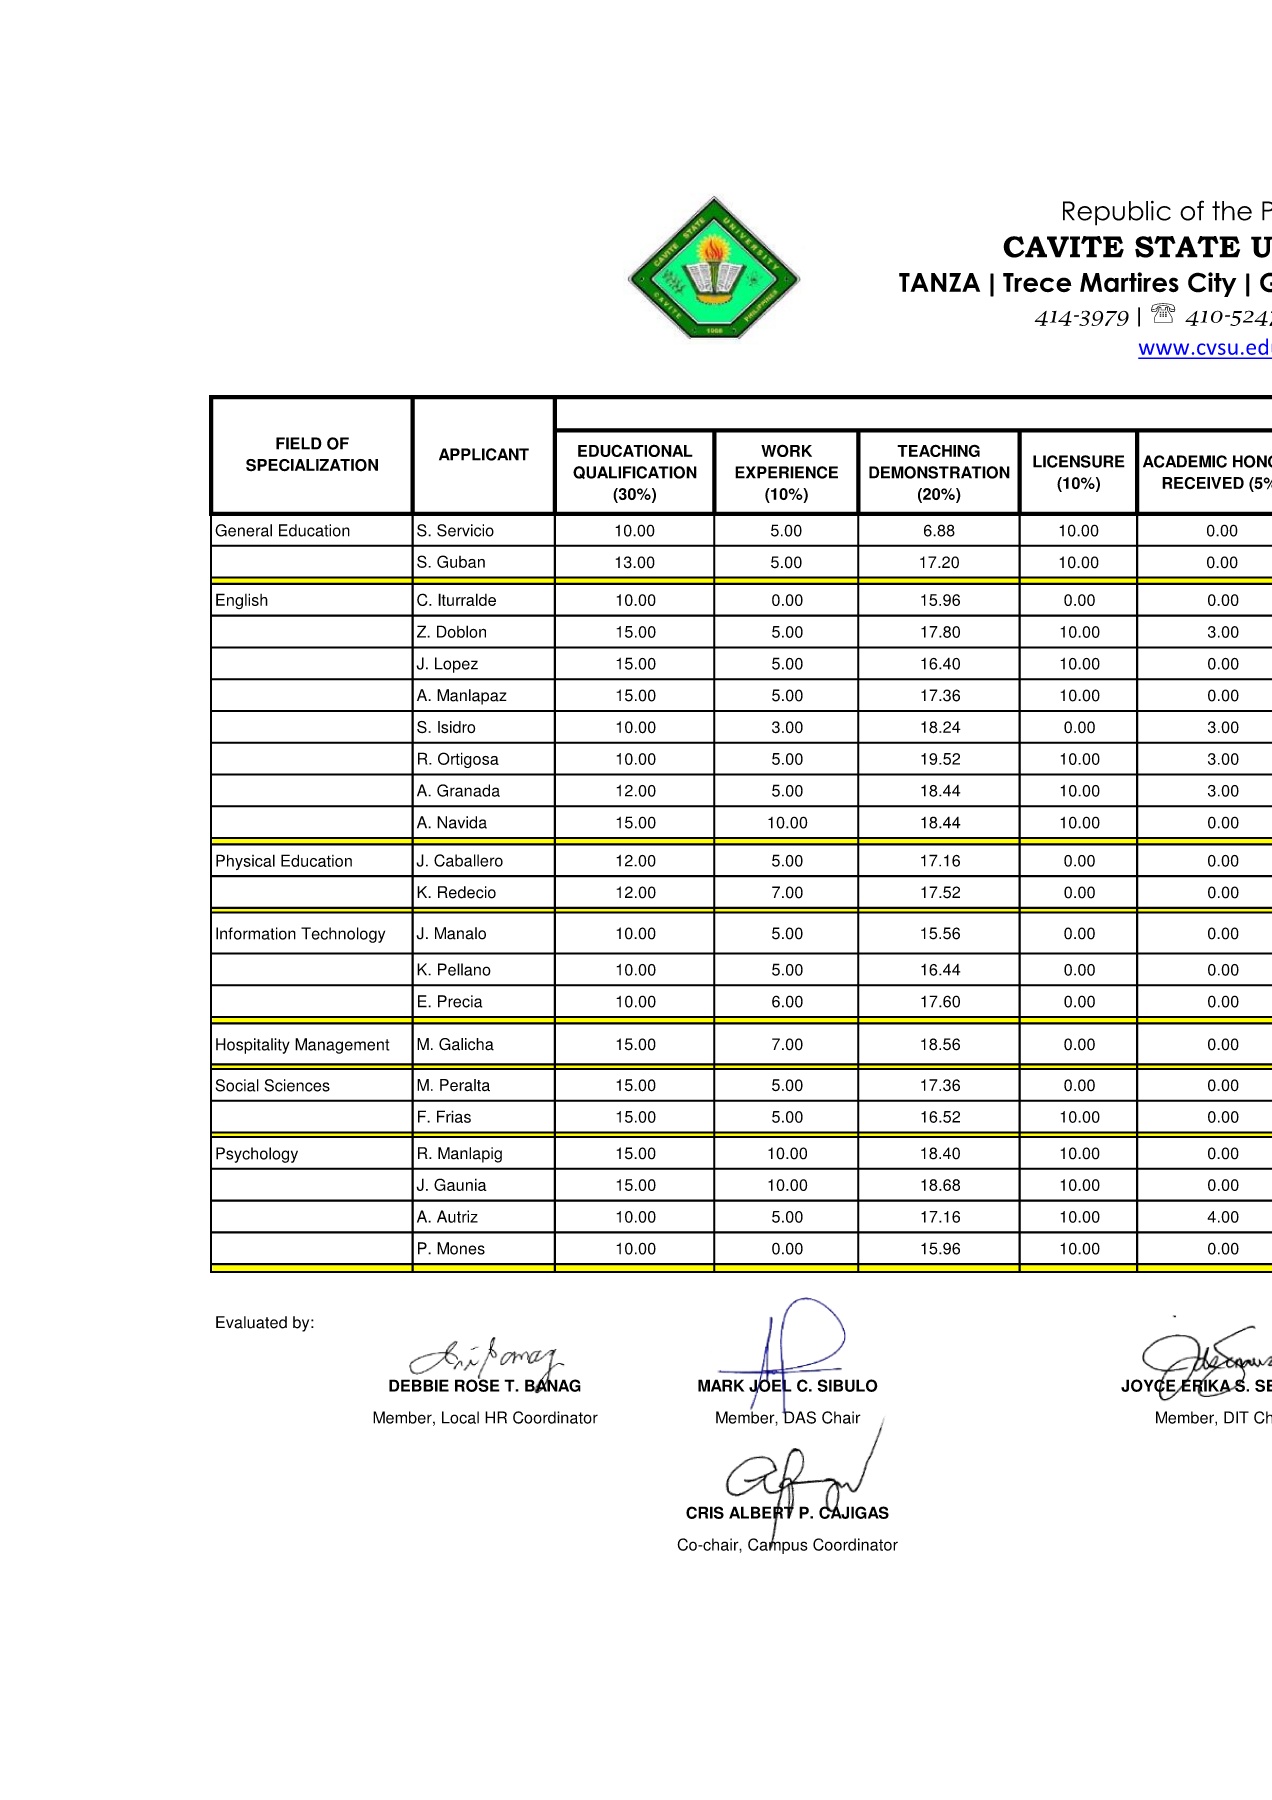 CAVITE STATE UNIVERSITY
CAVITE PHILIPPINES
1906
Republic of the P
CAVITE STATE U
TANZA | Trece Martires City | G
414-3979 | ☏ 410-5247
www.cvsu.edu
FIELD OF SPECIALIZATION APPLICANT EDUCATIONAL QUALIFICATION (30%) WORK EXPERIENCE (10%) TEACHING DEMONSTRATION (20%) LICENSURE (10%) ACADEMIC HONO RECEIVED (5%
General Education S. Servicio 10.00 5.00 6.88 10.00 0.00
S. Guban 13.00 5.00 17.20 10.00 0.00
English C. Iturralde 10.00 0.00 15.96 0.00 0.00
Z. Doblon 15.00 5.00 17.80 10.00 3.00
J. Lopez 15.00 5.00 16.40 10.00 0.00
A. Manlapaz 15.00 5.00 17.36 10.00 0.00
S. Isidro 10.00 3.00 18.24 0.00 3.00
R. Ortigosa 10.00 5.00 19.52 10.00 3.00
A. Granada 12.00 5.00 18.44 10.00 3.00
A. Navida 15.00 10.00 18.44 10.00 0.00
Physical Education J. Caballero 12.00 5.00 17.16 0.00 0.00
K. Redecio 12.00 7.00 17.52 0.00 0.00
Information Technology J. Manalo 10.00 5.00 15.56 0.00 0.00
K. Pellano 10.00 5.00 16.44 0.00 0.00
E. Precia 10.00 6.00 17.60 0.00 0.00
Hospitality Management M. Galicha 15.00 7.00 18.56 0.00 0.00
Social Sciences M. Peralta 15.00 5.00 17.36 0.00 0.00
F. Frias 15.00 5.00 16.52 10.00 0.00
Psychology R. Manlapig 15.00 10.00 18.40 10.00 0.00
J. Gaunia 15.00 10.00 18.68 10.00 0.00
A. Autriz 10.00 5.00 17.16 10.00 4.00
P. Mones 10.00 0.00 15.96 10.00 0.00
Evaluated by:
DEBBIE ROSE T. BANAG MARK JOEL C. SIBULO JOYCE ERIKA S. SE
Member, Local HR Coordinator Member, DAS Chair Member, DIT Ch
CRIS ALBERT P. CAJIGAS
Co-chair, Campus Coordinator